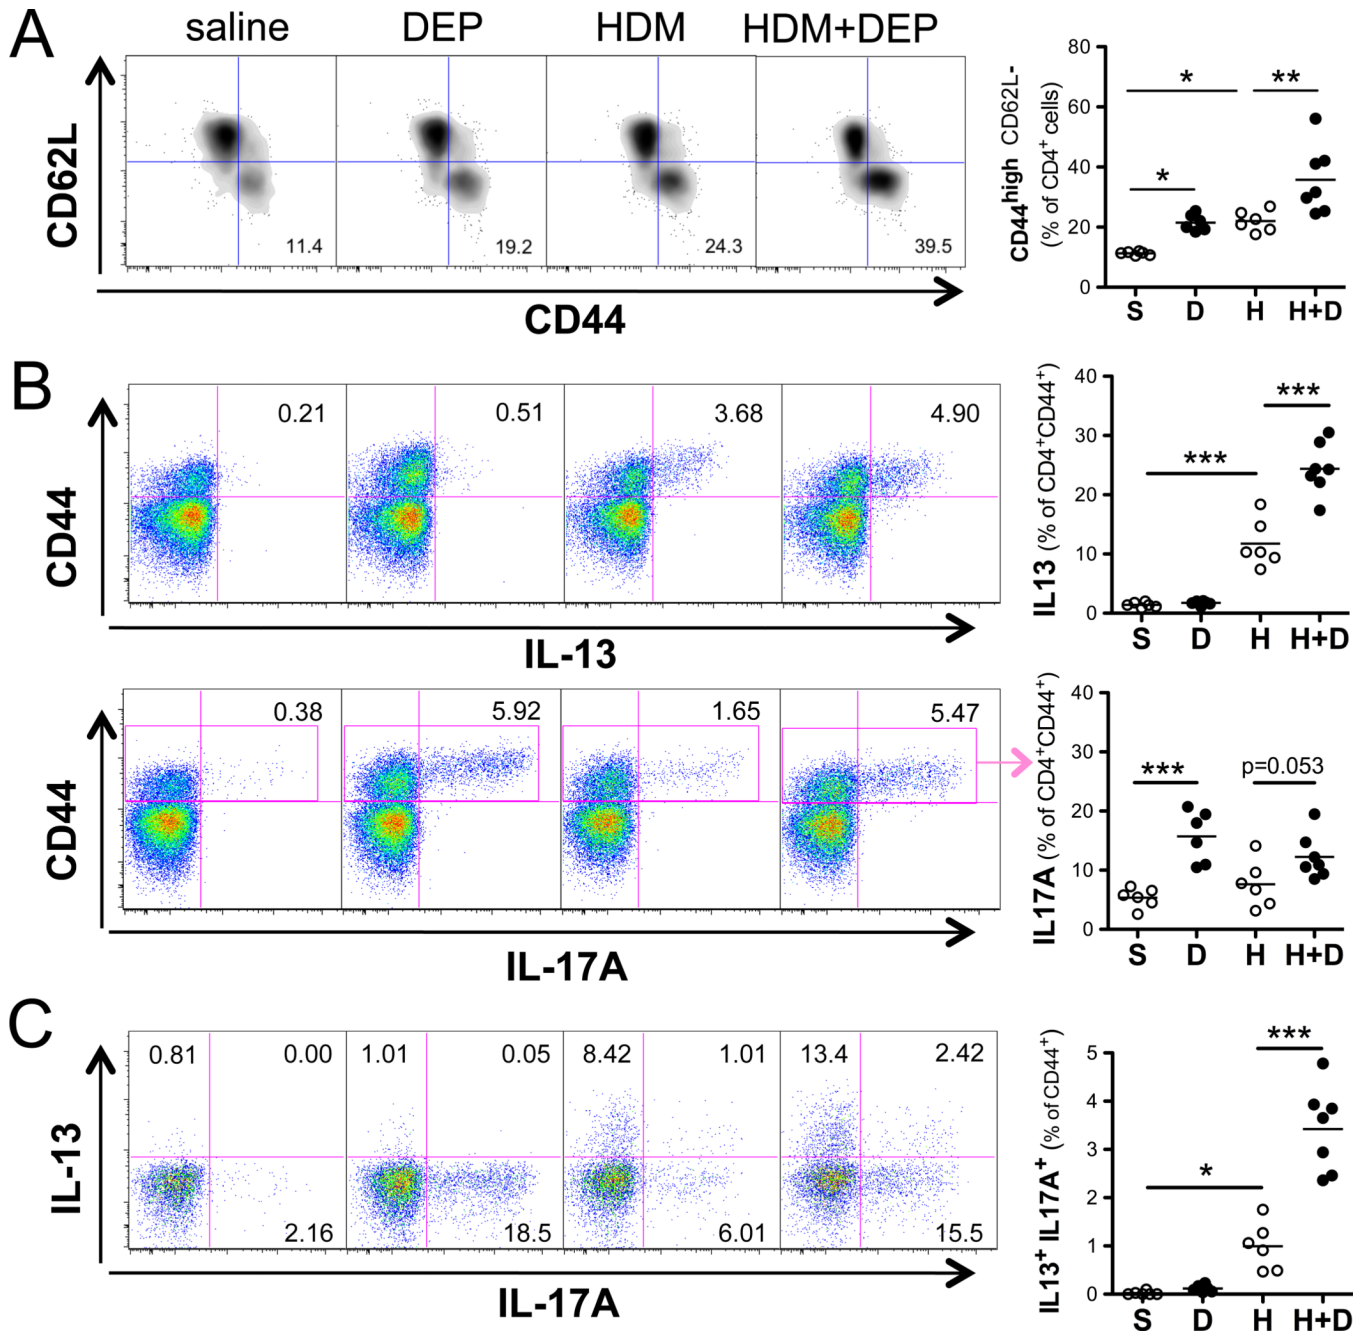 A
saline DEP HDM HDM+DEP
CD62L
11.4 19.2 24.3 39.5
CD44
CD44high CD62L-
(% of CD4+ cells)
80
60
40
20
0
* **
*
S D H H+D
B
CD44
0.21 0.51 3.68 4.90
IL-13
IL13 (% of CD4+CD44+)
40
30
20
10
0
***
***
S D H H+D
CD44
0.38 5.92 1.65 5.47
IL-17A
IL17A (% of CD4+CD44+)
40
30
20
10
0
*** p=0.053
S D H H+D
C
IL-13
0.81 0.00 1.01 0.05 8.42 1.01 13.4 2.42
2.16 18.5 6.01 15.5
IL-17A
IL13+ IL17A+ (% of CD44+)
5
4
3
2
1
0
***
*
S D H H+D